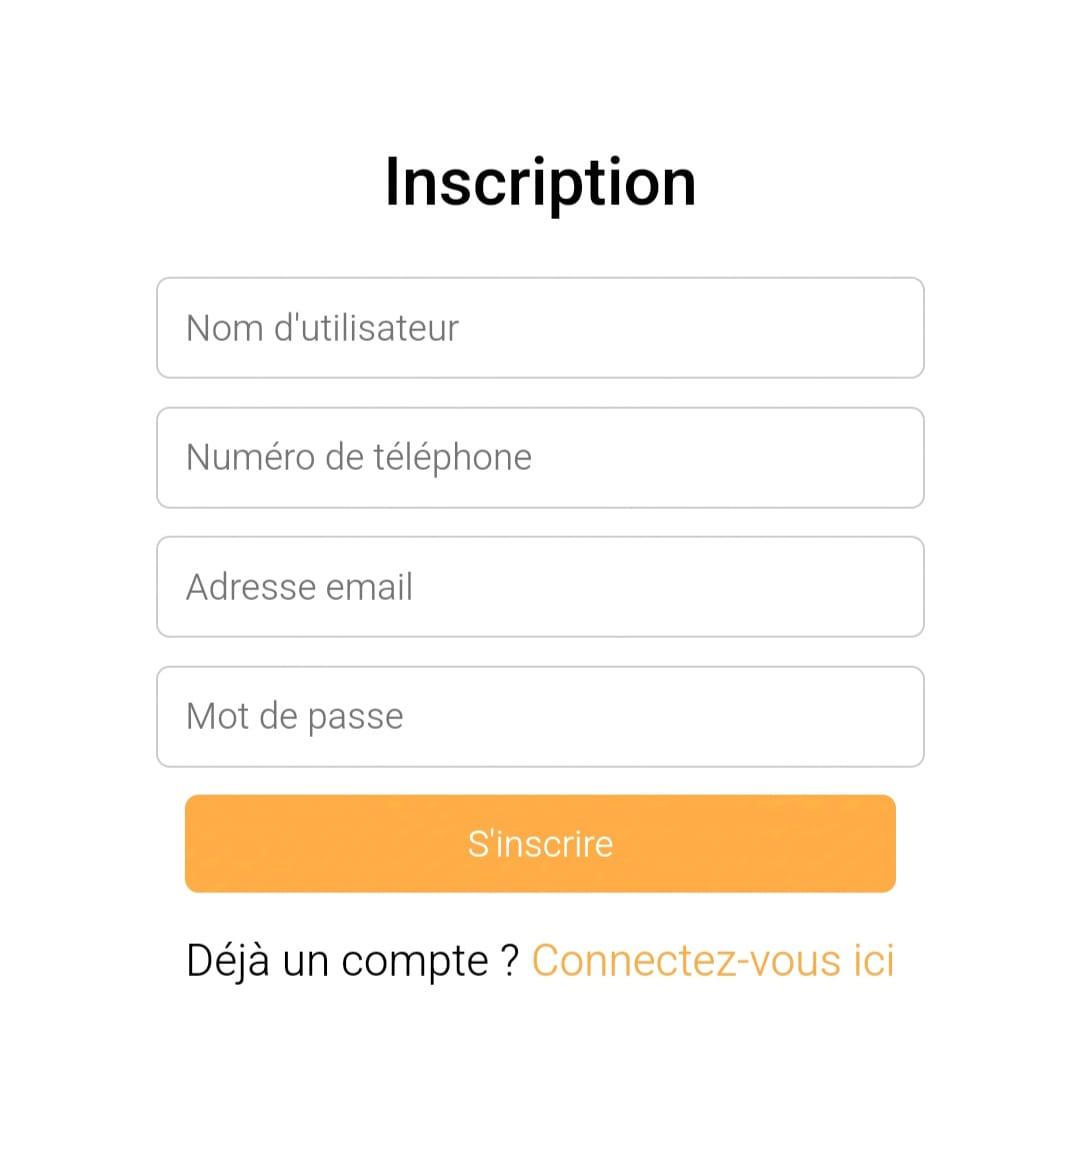 Inscription
Nom d'utilisateur
Numéro de téléphone
Adresse email
Mot de passe
S'inscrire
Déjà un compte ? Connectez-vous ici